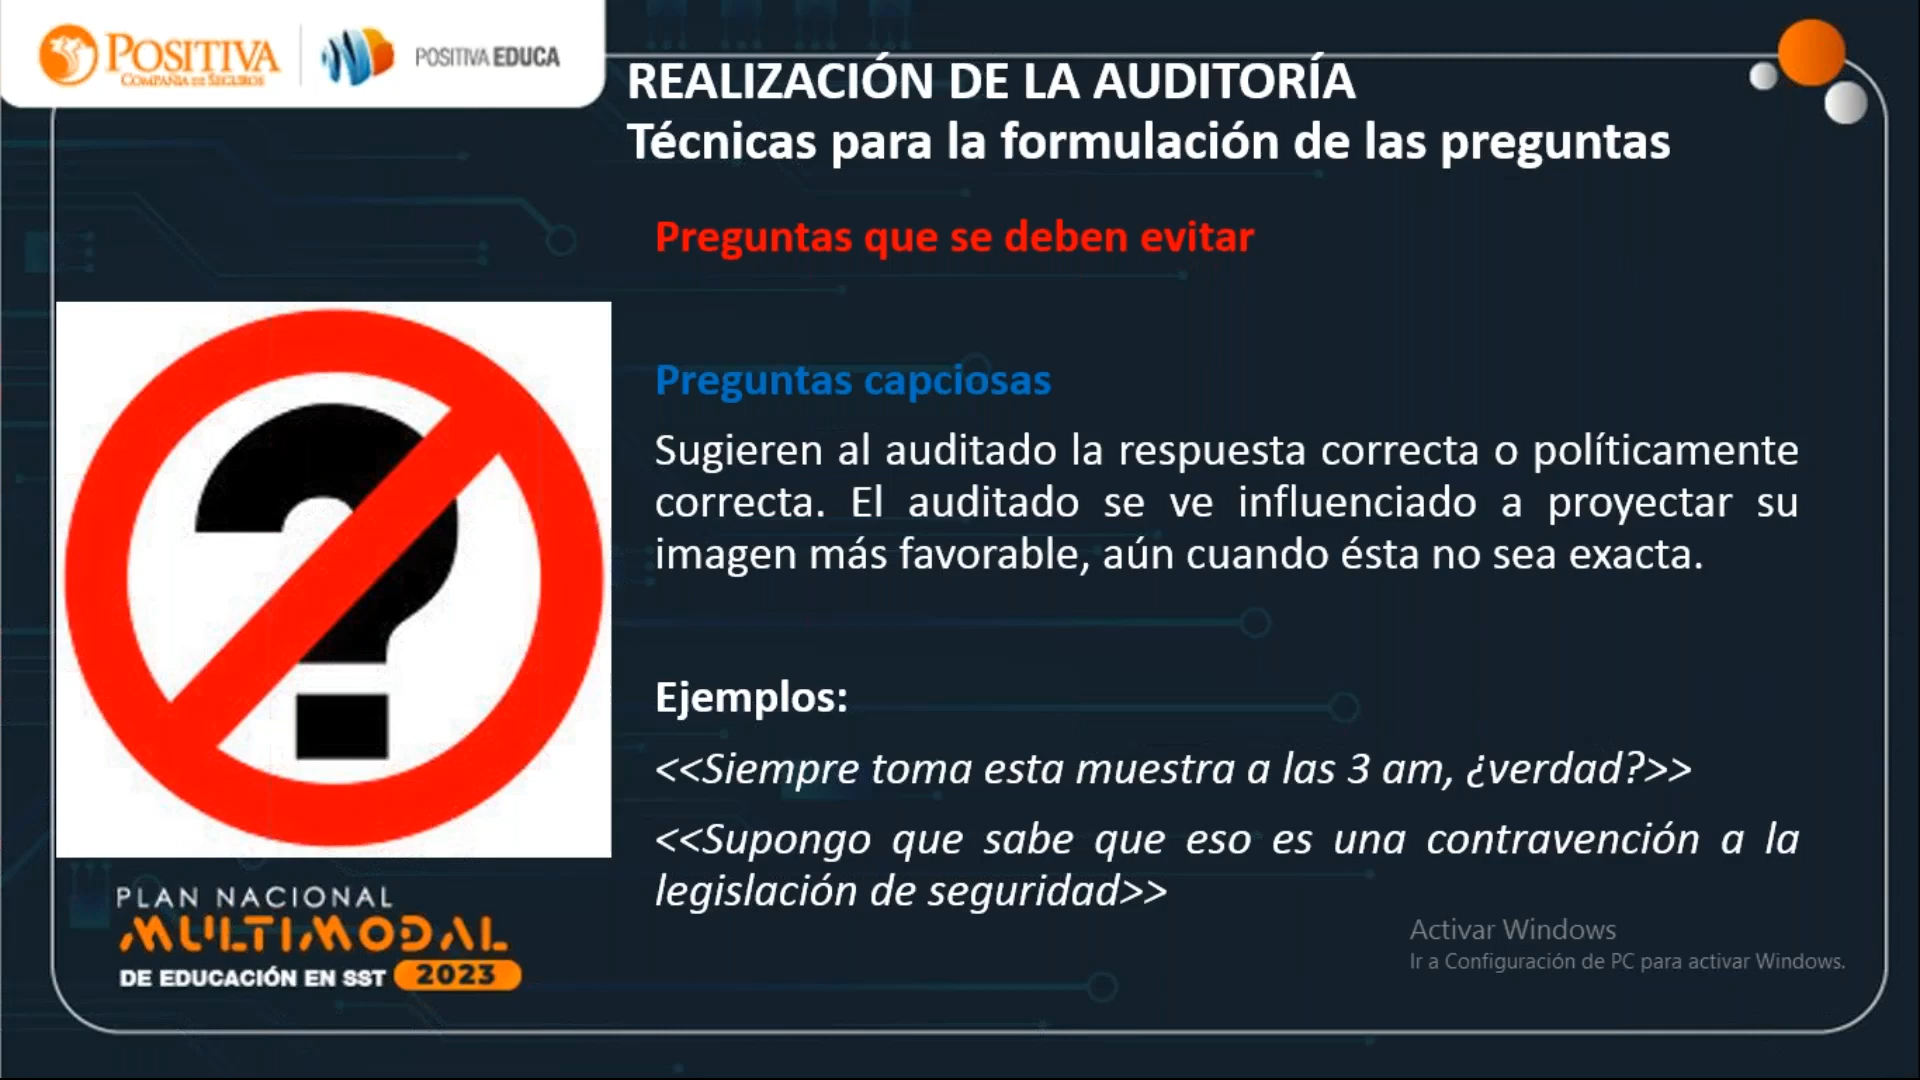 POSITIVA
COMPAÑIA DE SEGUROS
POSITIVA EDUCA
REALIZACIÓN DE LA AUDITORÍA
Técnicas para la formulación de las preguntas
Preguntas que se deben evitar
Preguntas capciosas
Sugieren al auditado la respuesta correcta o políticamente
correcta. El auditado se ve influenciado a proyectar su
imagen más favorable, aún cuando ésta no sea exacta.
Ejemplos:
<<Siempre toma esta muestra a las 3 am, ¿verdad?>>
<<Supongo que sabe que eso es una contravención a la
legislación de seguridad>>
PLAN NACIONAL
MULTIMODAL
DE EDUCACIÓN EN SST 2023
Activar Windows
Ir a Configuración de PC para activar Windows.